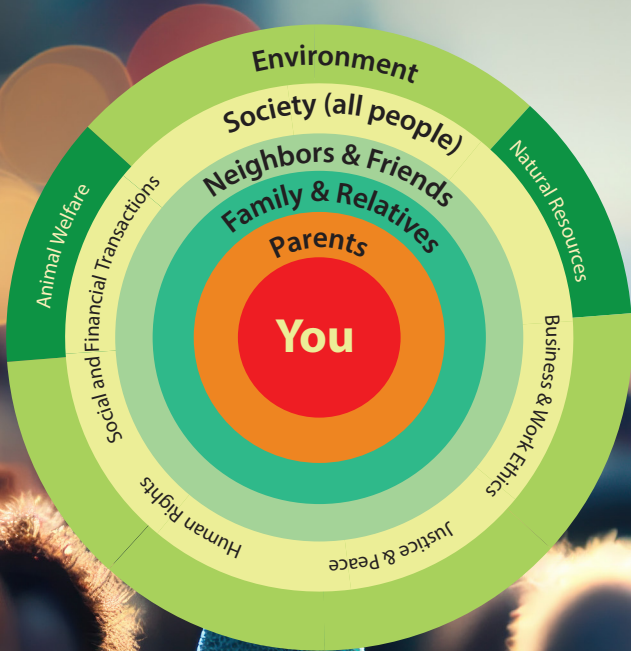 Environment
Society (all people)
Neighbors & Friends
Family & Relatives
Parents
You
Animal Welfare
Natural Resources
Social and Financial Transactions
Business & Work Ethics
Human Rights
Justice & Peace